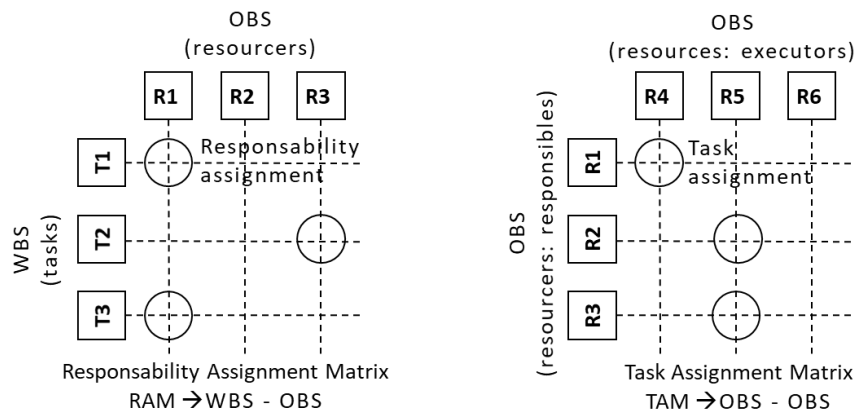 OBS
(resourcers)
R1 R2 R3
T1
Responsability
assignment
WBS
(tasks)
T2
T3
Responsability Assignment Matrix
RAM →WBS - OBS
OBS
(resources: executors)
R4 R5 R6
OBS
(resourcers: responsibles)
R1
Task
assignment
R2
R3
Task Assignment Matrix
TAM →OBS - OBS